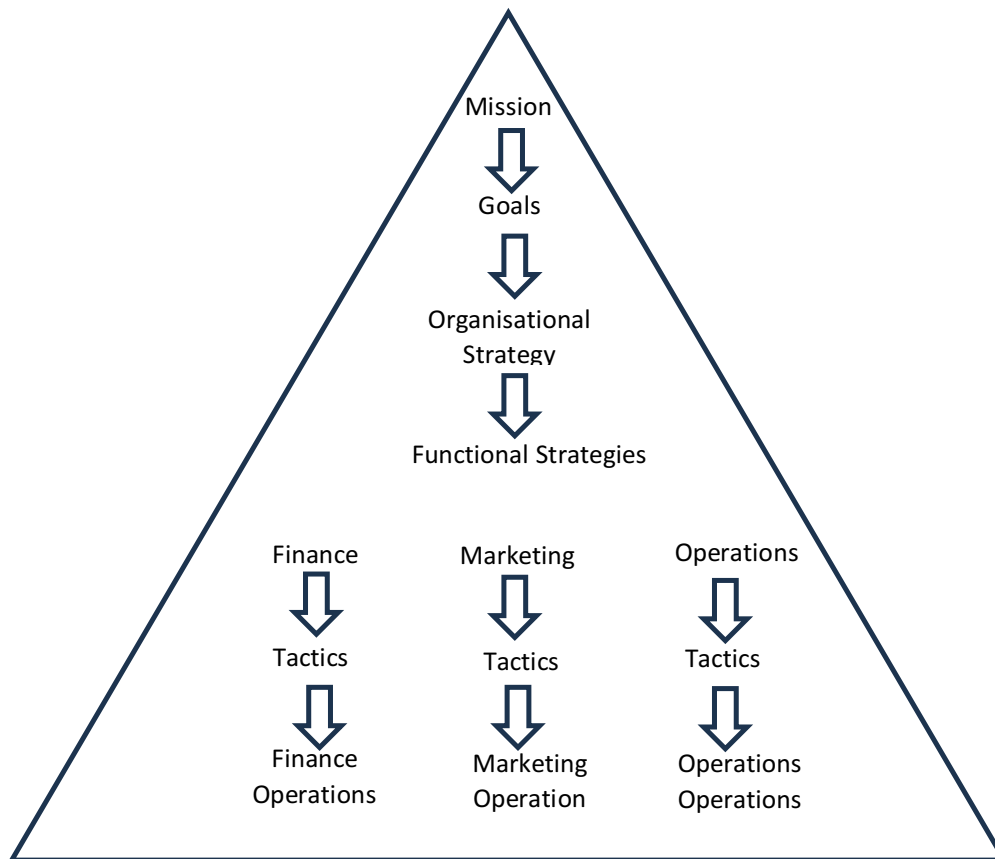 Mission
Goals
Organisational
Strategy
Functional Strategies
Finance
Marketing
Operations
Tactics
Tactics
Tactics
Finance
Operations
Marketing
Operation
Operations
Operations